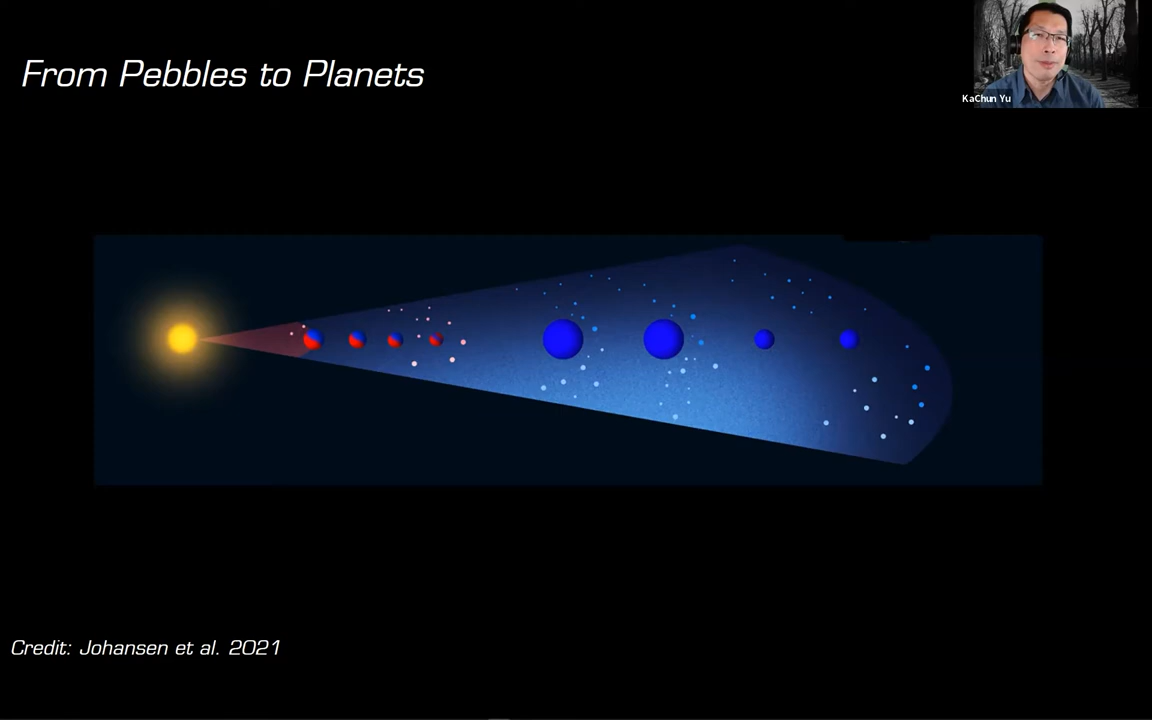 From Pebbles to Planets
KaChun Yu
Credit: Johansen et al. 2021